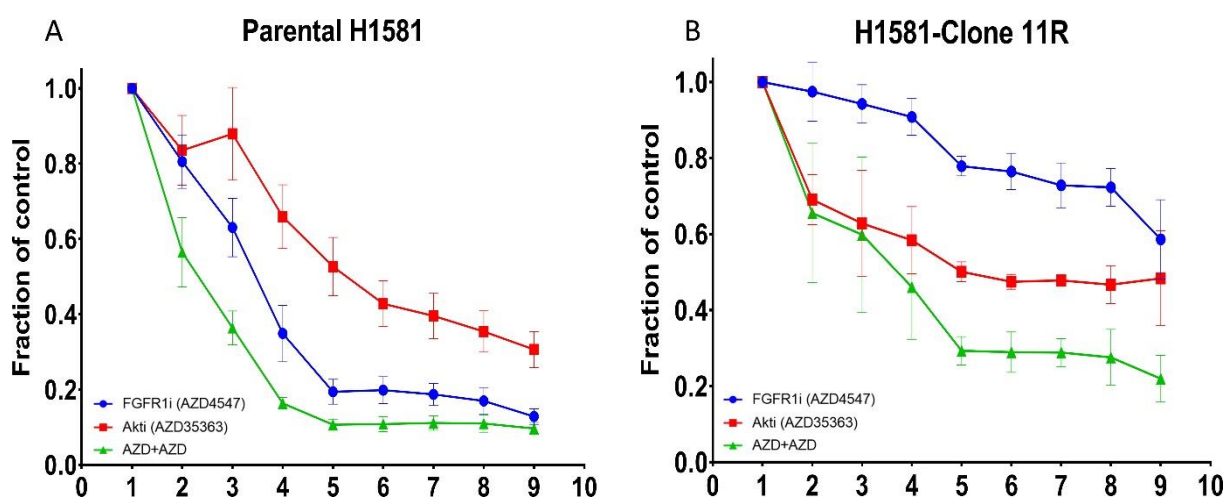 A
Parental H1581
Fraction of control
1.0
0.8
0.6
0.4
0.2
0.0
FGFR1i (AZD4547)
Akti (AZD35363)
AZD+AZD
0 1 2 3 4 5 6 7 8 9 10
B
H1581-Clone 11R
Fraction of control
1.0
0.8
0.6
0.4
0.2
0.0
FGFR1i (AZD4547)
Akti (AZD35363)
AZD+AZD
0 1 2 3 4 5 6 7 8 9 10